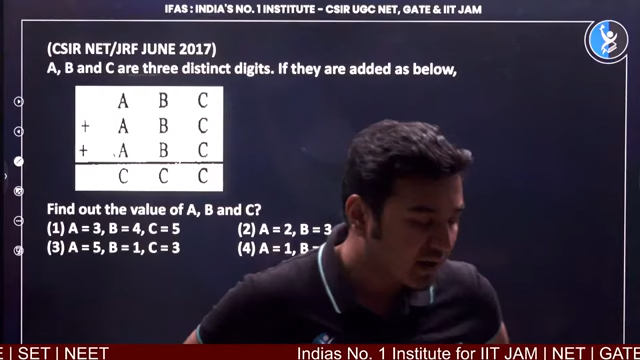 IFAS : INDIA'S NO. 1 INSTITUTE – CSIR UGC NET, GATE & IIT JAM
(CSIR NET/JRF JUNE 2017)
A, B and C are three distinct digits. If they are added as below,
A B C
+ A B C
+ A B C
C C C
Find out the value of A, B and C?
(1) A = 3, B = 4, C = 5 (2) A = 2, B = 3
(3) A = 5, B = 1, C = 3 (4) A = 1, B =
E | SET | NEET Indias No. 1 Institute for IIT JAM | NET | GATE